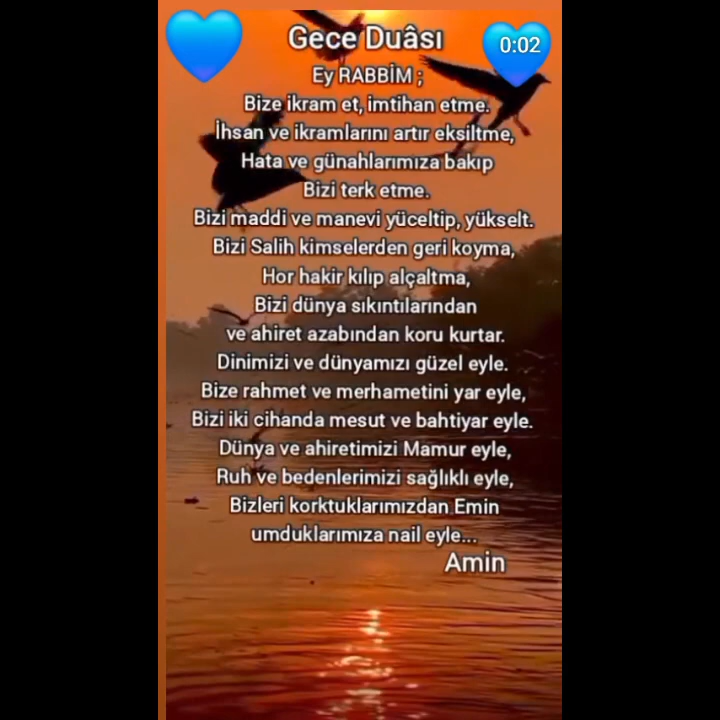 Gece Duâsı
0:02
Ey RABBİM ;
Bize ikram et, imtihan etme.
İhsan ve ikramlarını artır eksiltme,
Hata ve günahlarımıza bakıp
Bizi terk etme.
Bizi maddi ve manevi yüceltip, yükselt.
Bizi Salih kimselerden geri koyma,
Hor hakir kılıp alçaltma,
Bizi dünya sıkıntılarından
ve ahiret azabından koru kurtar.
Dinimizi ve dünyamızı güzel eyle.
Bize rahmet ve merhametini yar eyle,
Bizi iki cihanda mesut ve bahtiyar eyle.
Dünya ve ahiretimizi Mamur eyle,
Ruh ve bedenlerimizi sağlıklı eyle,
Bizleri korktuklarımızdan Emin
umduklarımıza nail eyle...
Amin